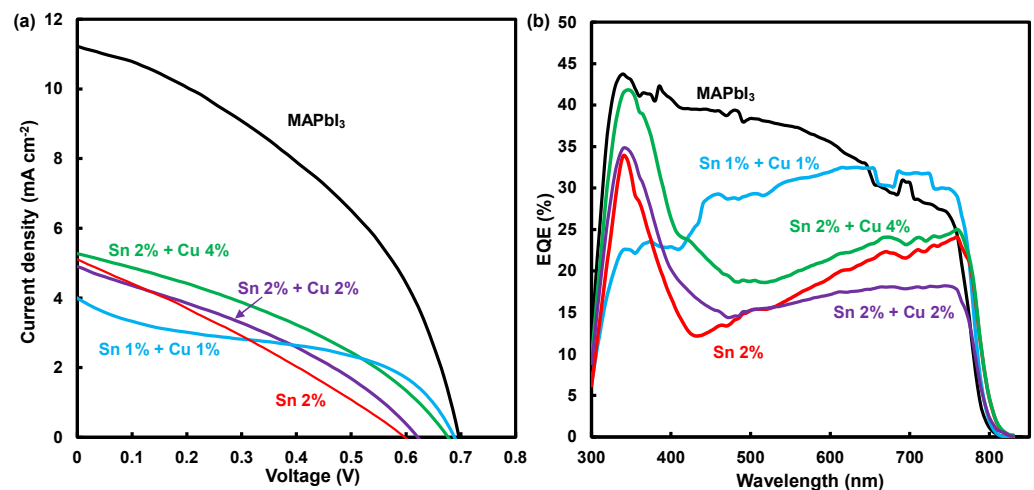 (a)
12
10
8
6
4
2
0
Current density (mA cm⁻²)
MAPbI₃
Sn 2% + Cu 4%
Sn 2% + Cu 2%
Sn 1% + Cu 1%
Sn 2%
0 0.1 0.2 0.3 0.4 0.5 0.6 0.7 0.8
Voltage (V)
(b)
50
45
40
35
30
25
20
15
10
5
0
EQE (%)
MAPbI₃
Sn 1% + Cu 1%
Sn 2% + Cu 4%
Sn 2% + Cu 2%
Sn 2%
300 400 500 600 700 800
Wavelength (nm)